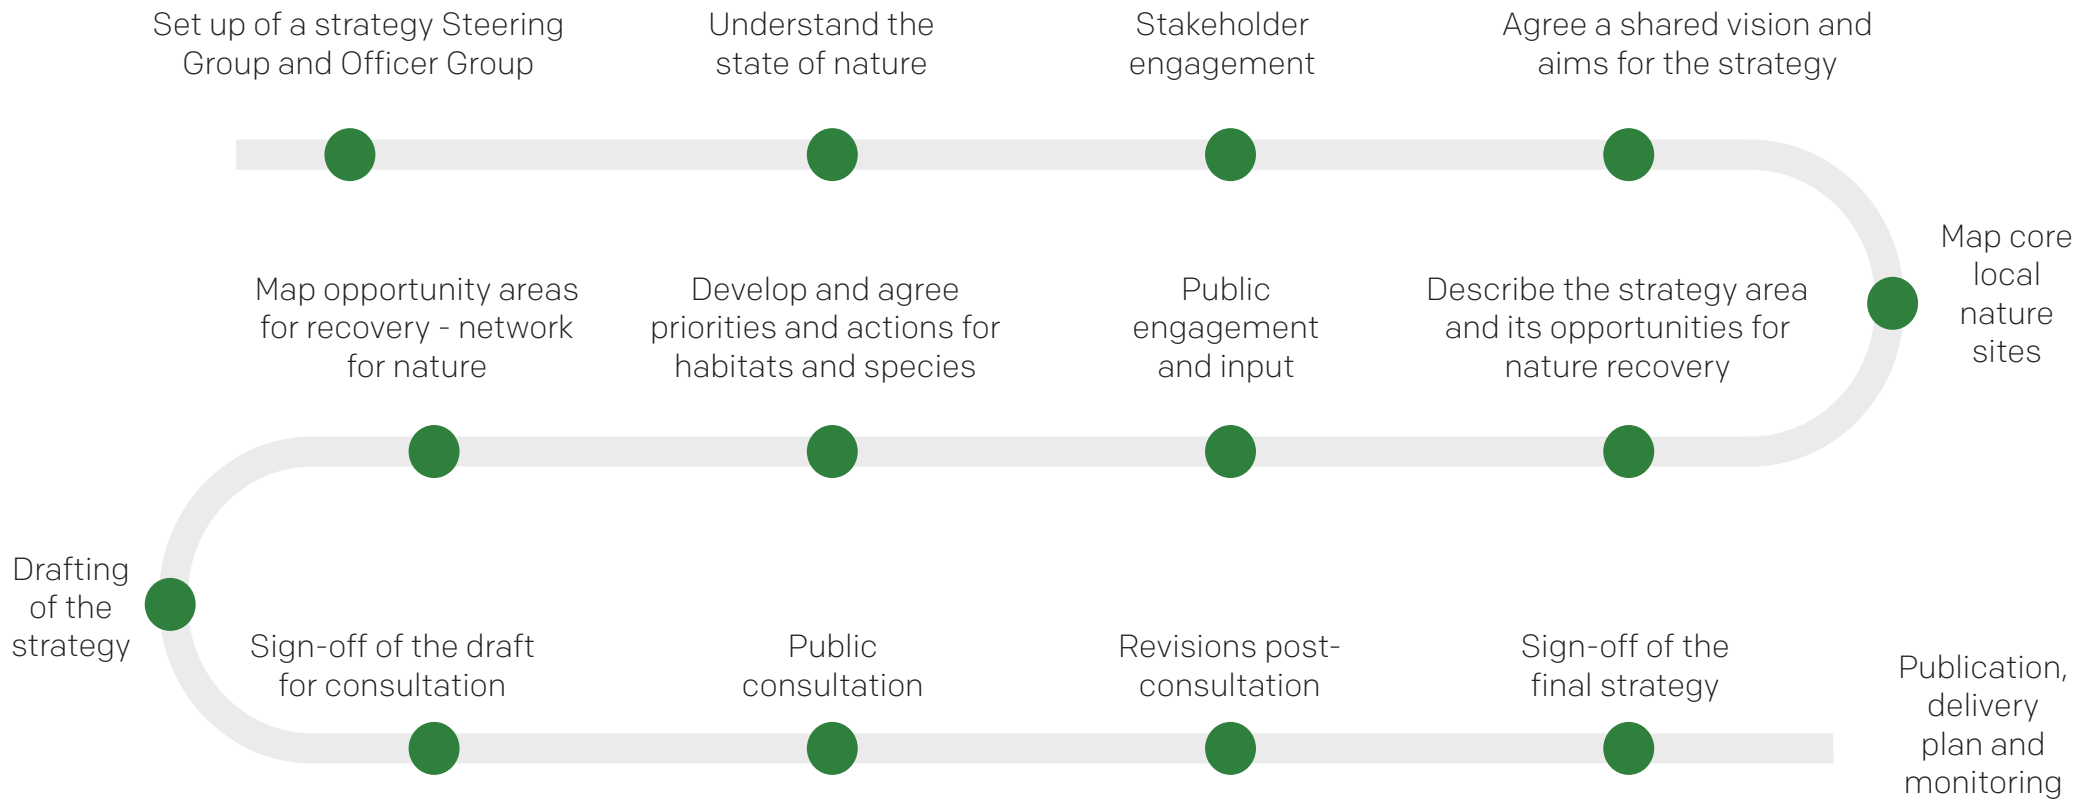 Set up of a strategy Steering
Group and Officer Group
Understand the
state of nature
Stakeholder
engagement
Agree a shared vision and
aims for the strategy
Map core
local
nature
sites
Describe the strategy area
and its opportunities for
nature recovery
Public
engagement
and input
Develop and agree
priorities and actions for
habitats and species
Map opportunity areas
for recovery - network
for nature
Drafting
of the
strategy
Sign-off of the draft
for consultation
Public
consultation
Revisions post-
consultation
Sign-off of the
final strategy
Publication,
delivery
plan and
monitoring